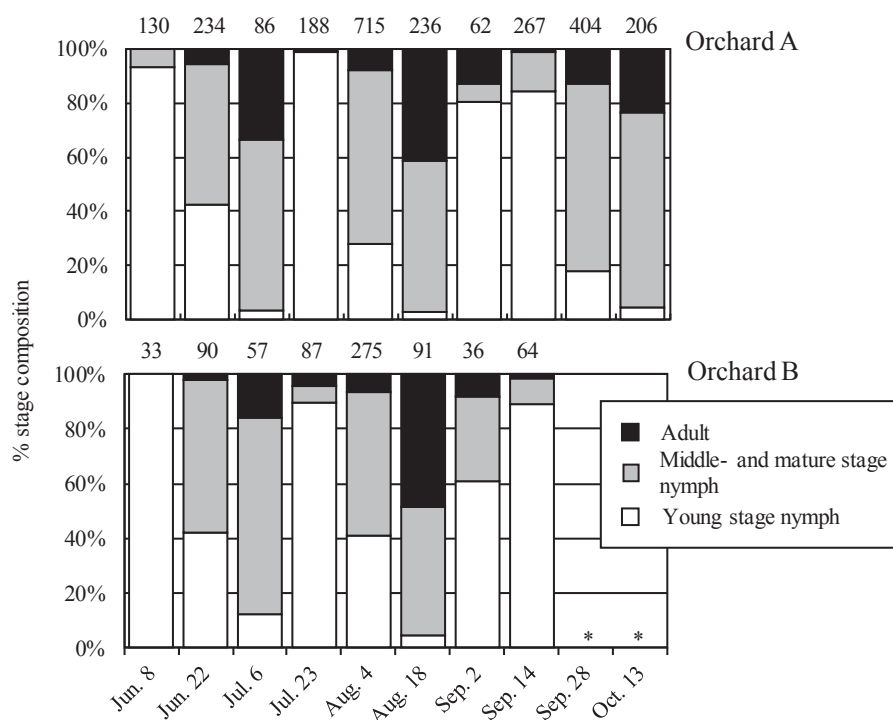 130 234 86 188 715 236 62 267 404 206
Orchard A
100%
80%
60%
40%
20%
0%
% stage composition
33 90 57 87 275 91 36 64
Orchard B
100%
80%
60%
40%
20%
0%
Adult
Middle- and mature stage
nymph
Young stage nymph
* *
Jun. 8 Jun. 22 Jul. 6 Jul. 23 Aug. 4 Aug. 18 Sep. 2 Sep. 14 Sep. 28 Oct. 13